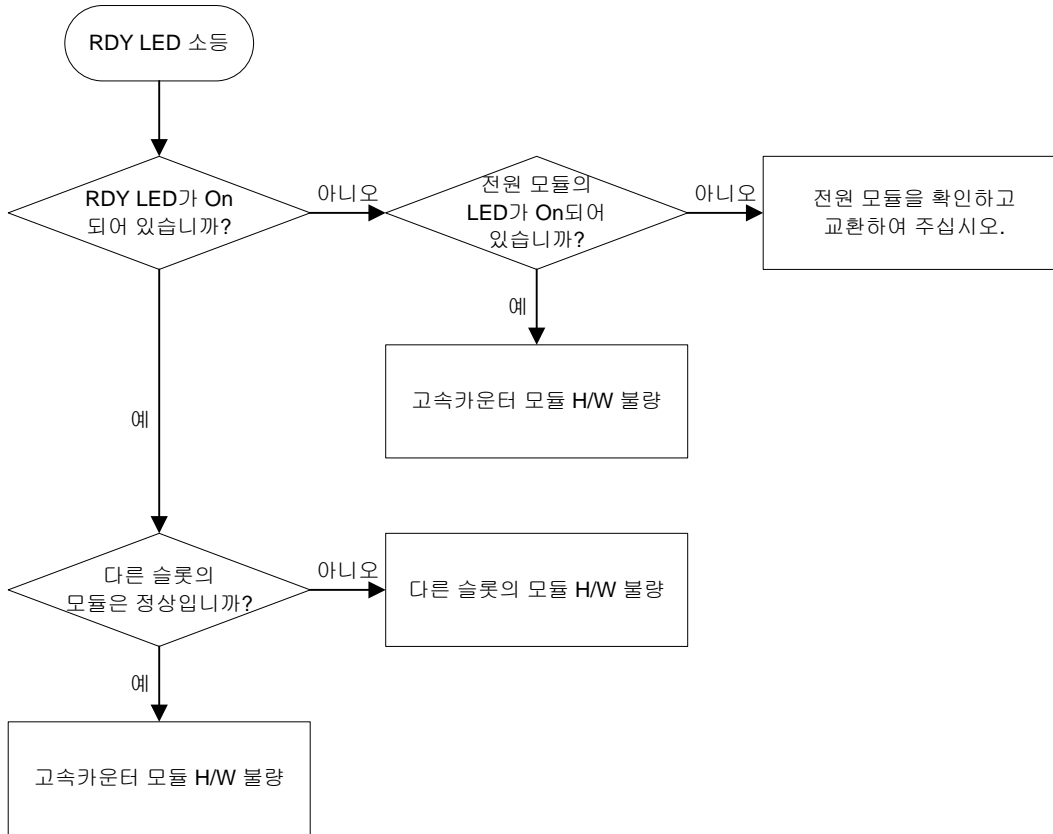 RDY LED 소등
RDY LED가 On
되어 있습니까?
아니오
전원 모듈의
LED가 On되어
있습니까?
아니오
전원 모듈을 확인하고
교환하여 주십시오.
예
고속카운터 모듈 H/W 불량
예
다른 슬롯의
모듈은 정상입니까?
아니오
다른 슬롯의 모듈 H/W 불량
예
고속카운터 모듈 H/W 불량